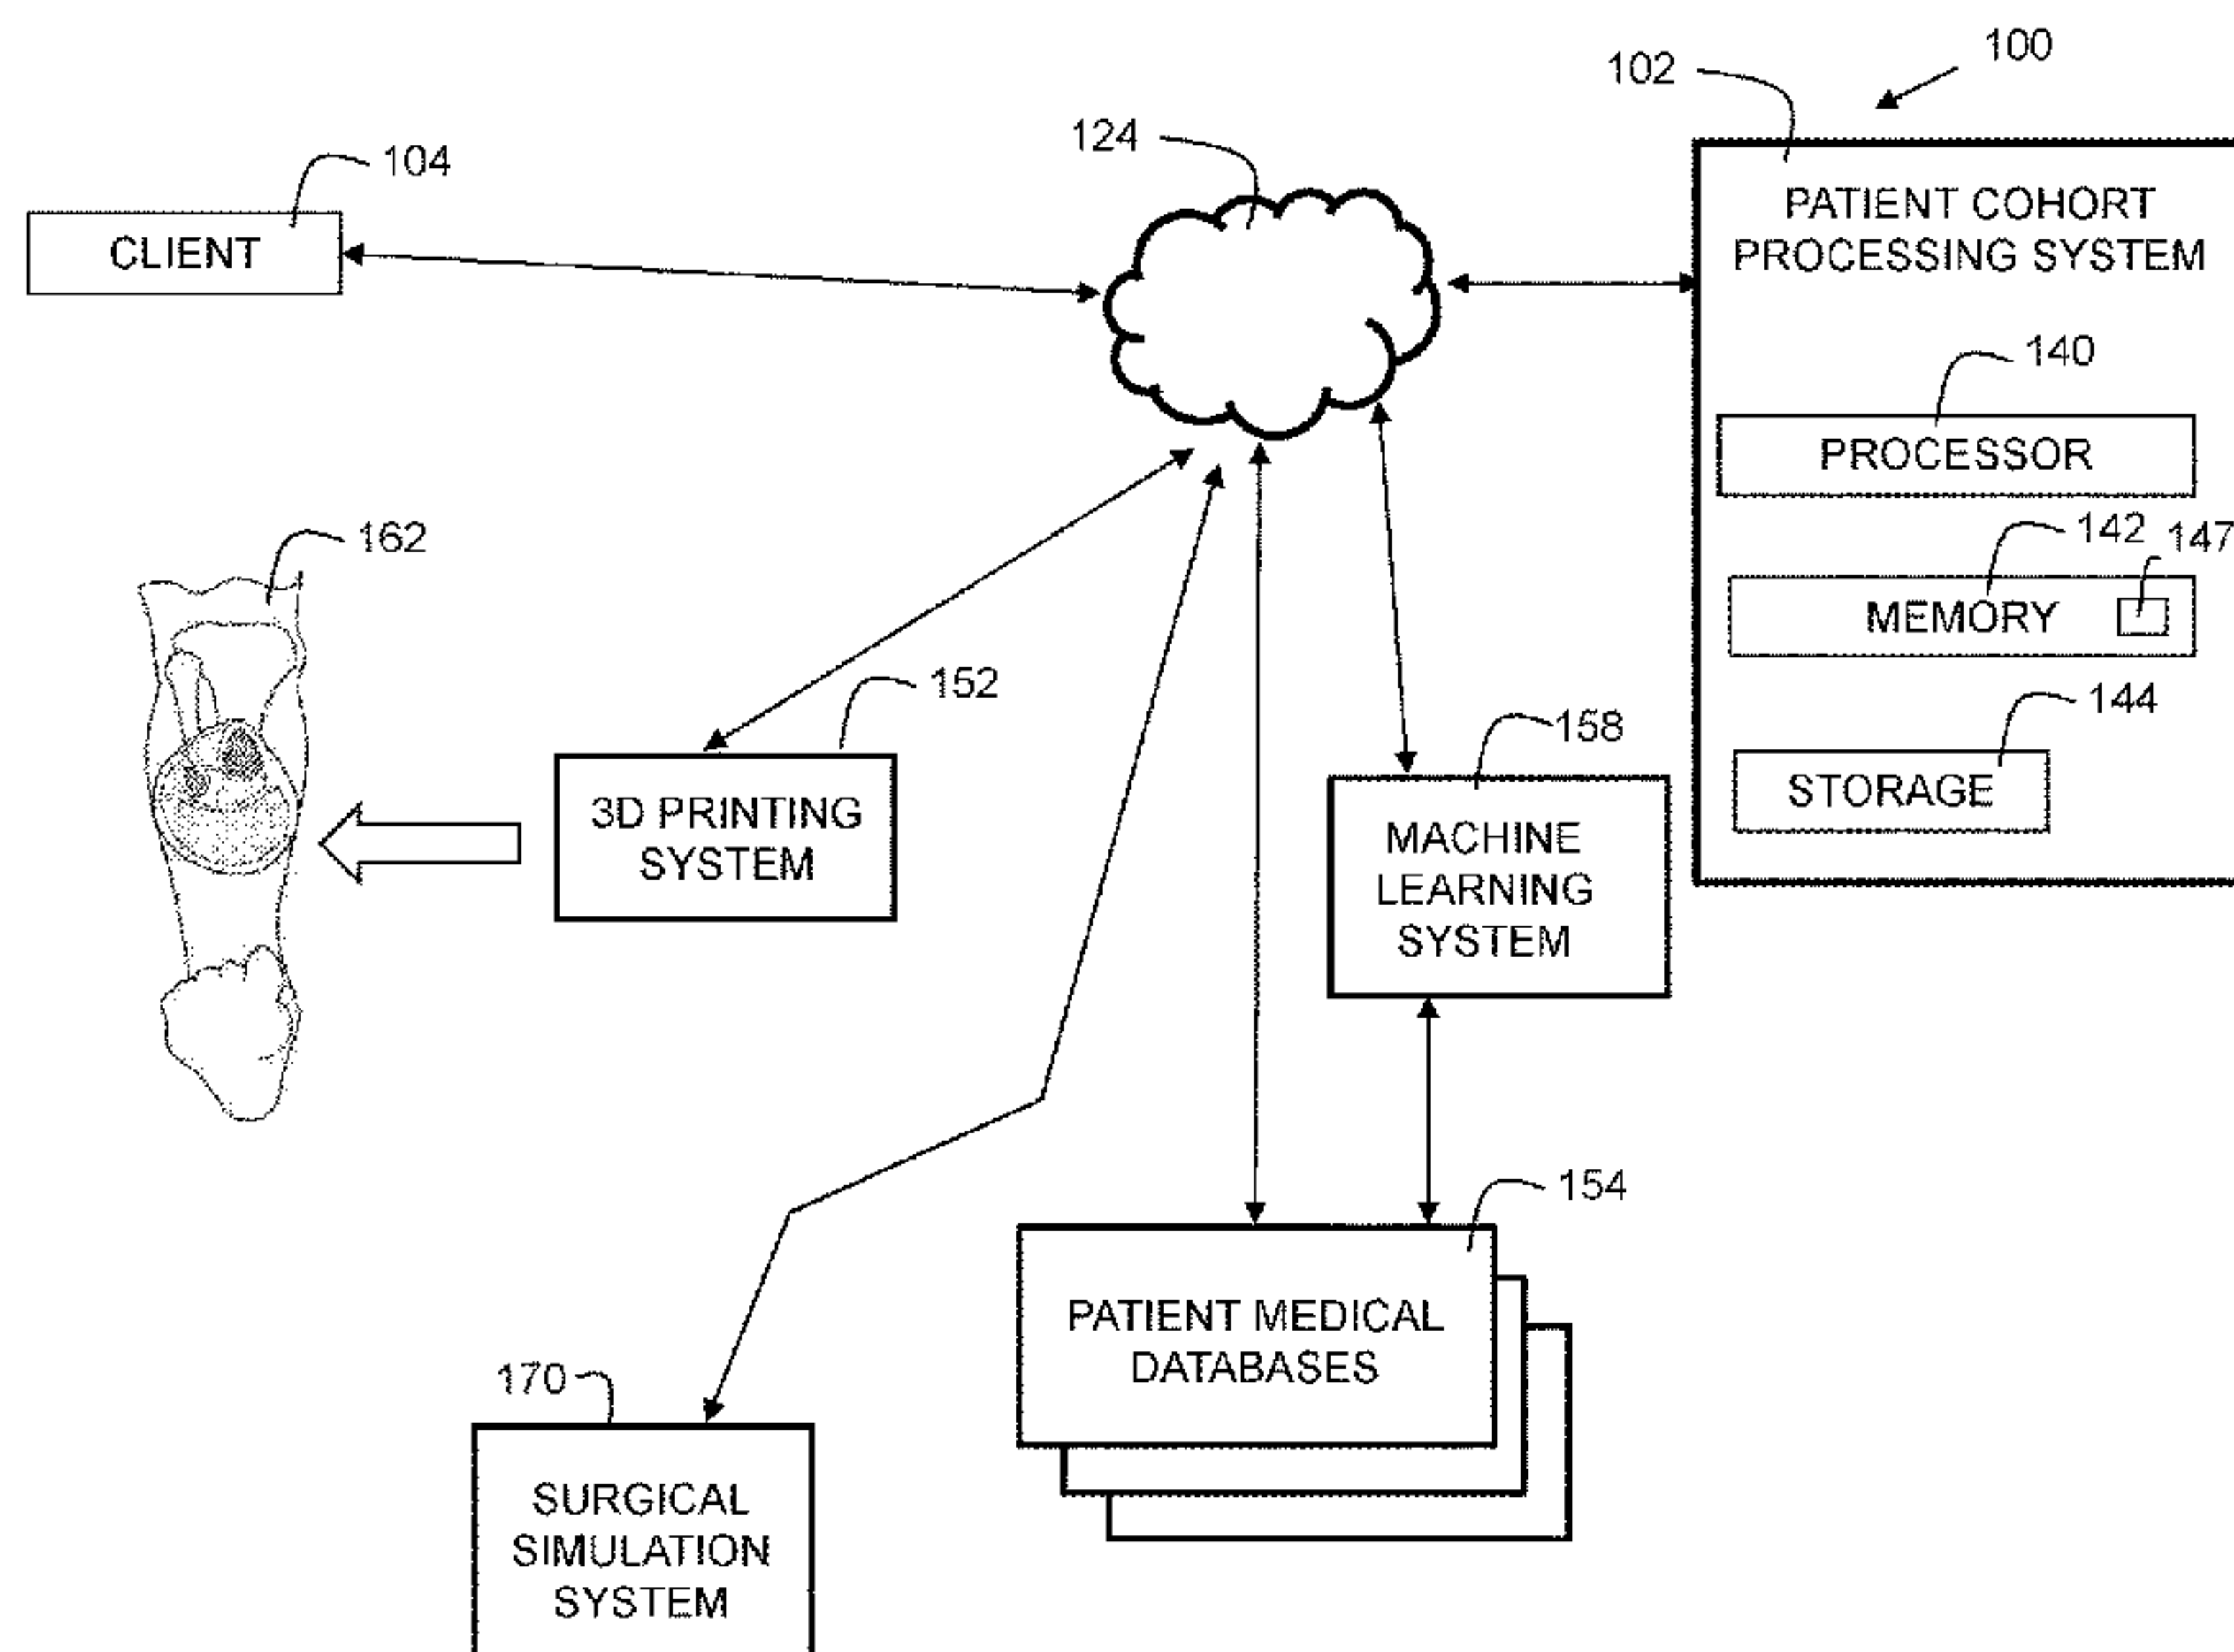 100
102
124
104
CLIENT
PATIENT COHORT
PROCESSING SYSTEM
140
PROCESSOR
162
142
147
MEMORY
152
144
158
STORAGE
3D PRINTING
SYSTEM
MACHINE
LEARNING
SYSTEM
154
PATIENT MEDICAL
DATABASES
170
SURGICAL
SIMULATION
SYSTEM